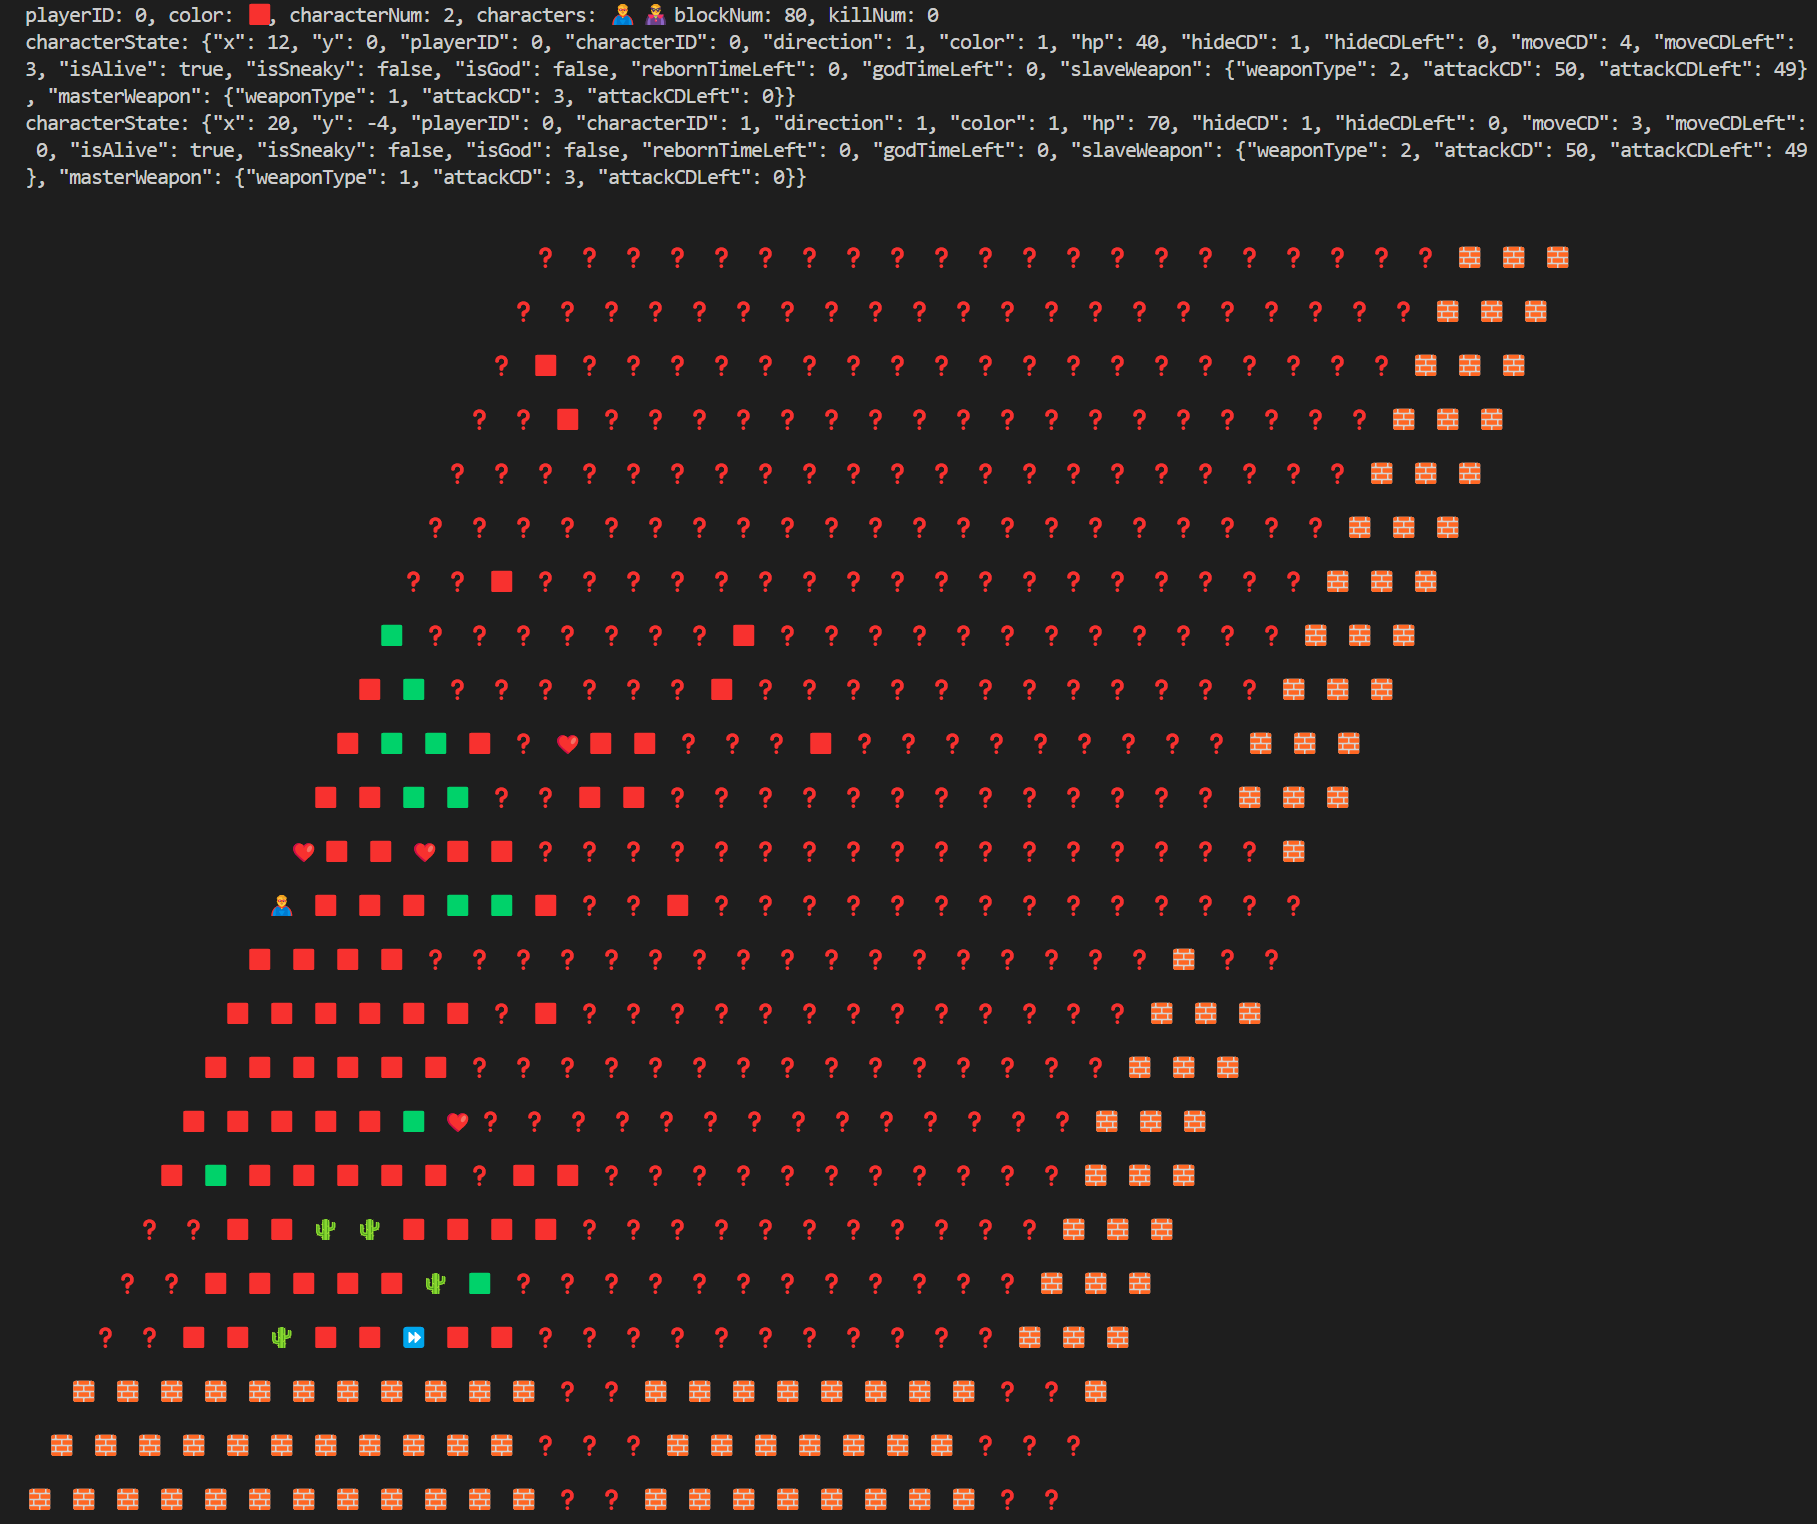 playerID: 0, color: 🟥, characterNum: 2, characters: 🦸‍♂️ 🦹 blockNum: 80, killNum: 0
characterState: {"x": 12, "y": 0, "playerID": 0, "characterID": 0, "direction": 1, "color": 1, "hp": 40, "hideCD": 1, "hideCDLeft": 0, "moveCD": 4, "moveCDLeft":
3, "isAlive": true, "isSneaky": false, "isGod": false, "rebornTimeLeft": 0, "godTimeLeft": 0, "slaveWeapon": {"weaponType": 2, "attackCD": 50, "attackCDLeft": 49}
, "masterWeapon": {"weaponType": 1, "attackCD": 3, "attackCDLeft": 0}}
characterState: {"x": 20, "y": -4, "playerID": 0, "characterID": 1, "direction": 1, "color": 1, "hp": 70, "hideCD": 1, "hideCDLeft": 0, "moveCD": 3, "moveCDLeft":
0, "isAlive": true, "isSneaky": false, "isGod": false, "rebornTimeLeft": 0, "godTimeLeft": 0, "slaveWeapon": {"weaponType": 2, "attackCD": 50, "attackCDLeft": 49
}, "masterWeapon": {"weaponType": 1, "attackCD": 3, "attackCDLeft": 0}}